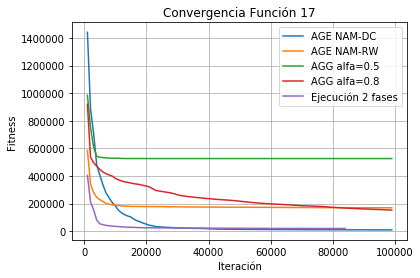 Convergencia Función 17
1400000
1200000
1000000
800000
600000
400000
200000
0
Fitness
AGE NAM-DC
AGE NAM-RW
AGG alfa=0.5
AGG alfa=0.8
Ejecución 2 fases
0 20000 40000 60000 80000 100000
Iteración